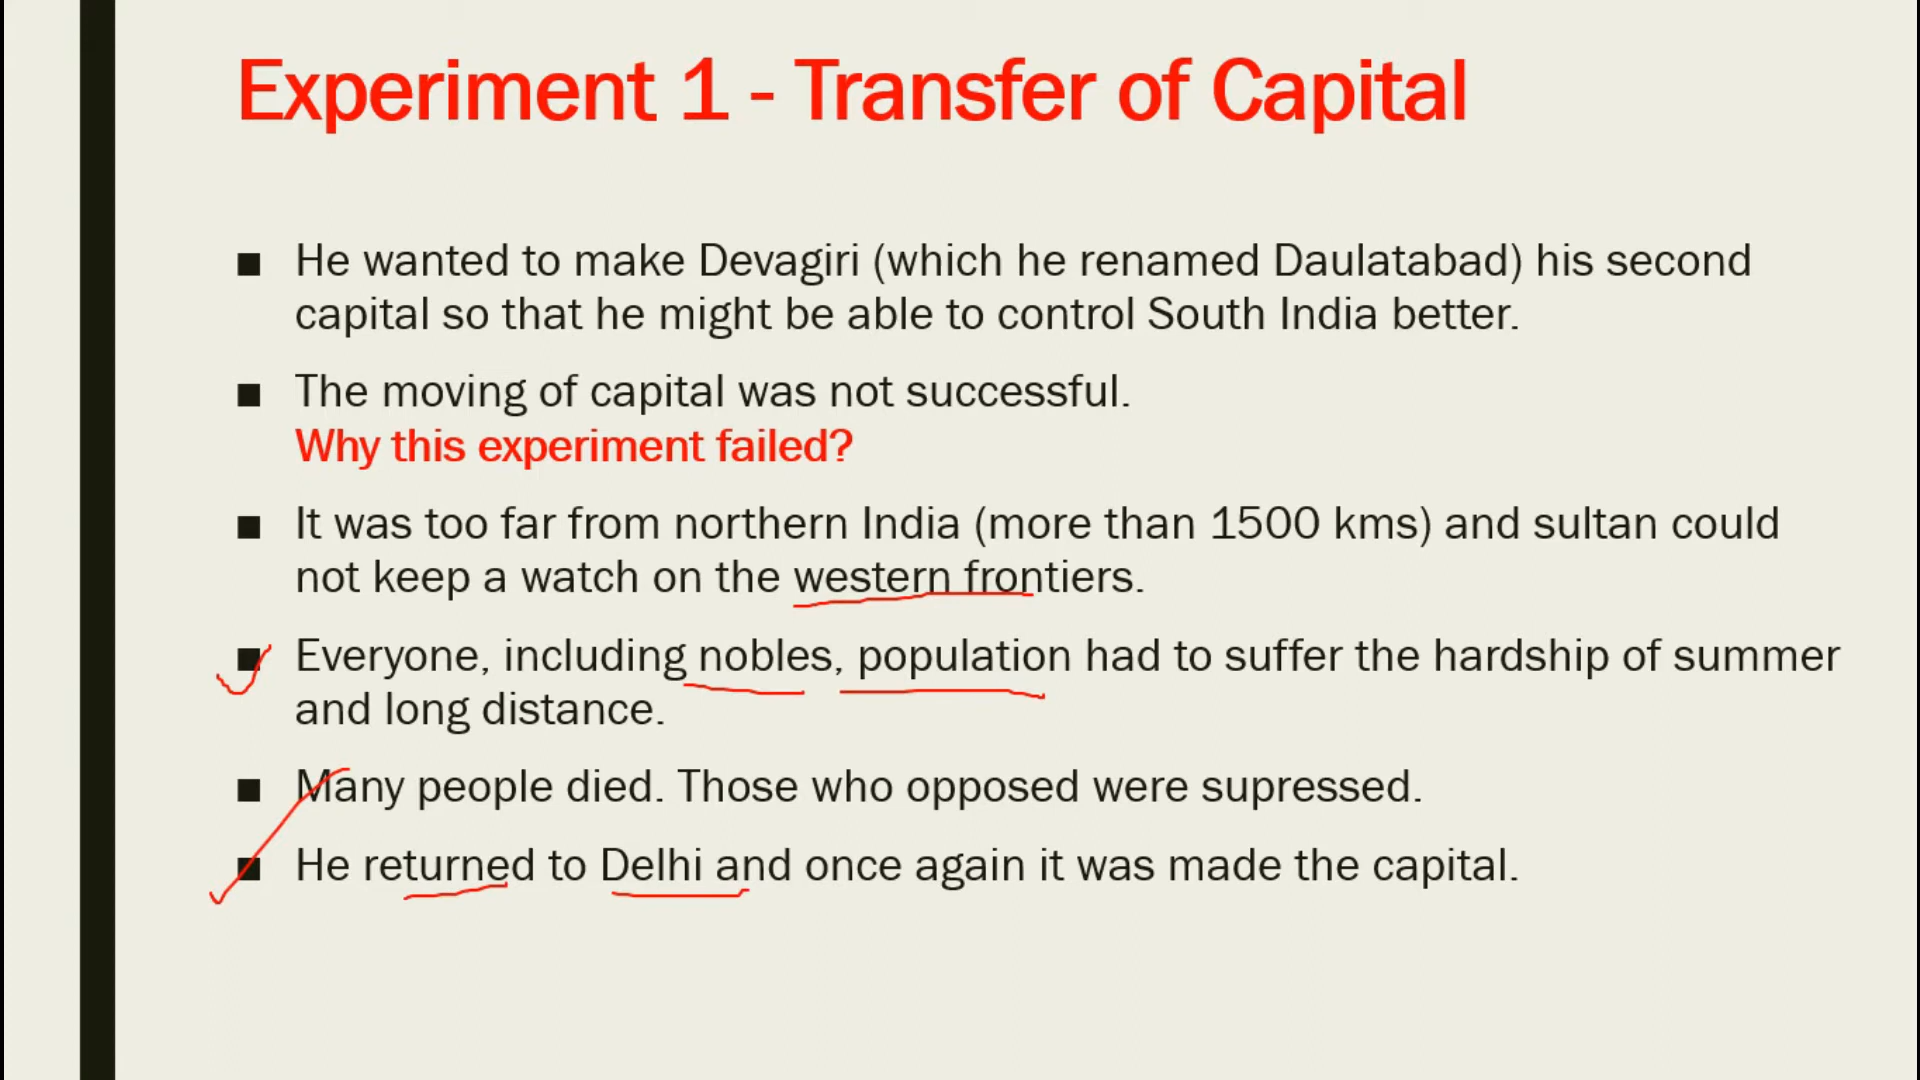 Experiment 1 - Transfer of Capital
■ He wanted to make Devagiri (which he renamed Daulatabad) his second
capital so that he might be able to control South India better.
■ The moving of capital was not successful.
Why this experiment failed?
■ It was too far from northern India (more than 1500 kms) and sultan could
not keep a watch on the western frontiers.
■ Everyone, including nobles, population had to suffer the hardship of summer
and long distance.
■ Many people died. Those who opposed were supressed.
■ He returned to Delhi and once again it was made the capital.